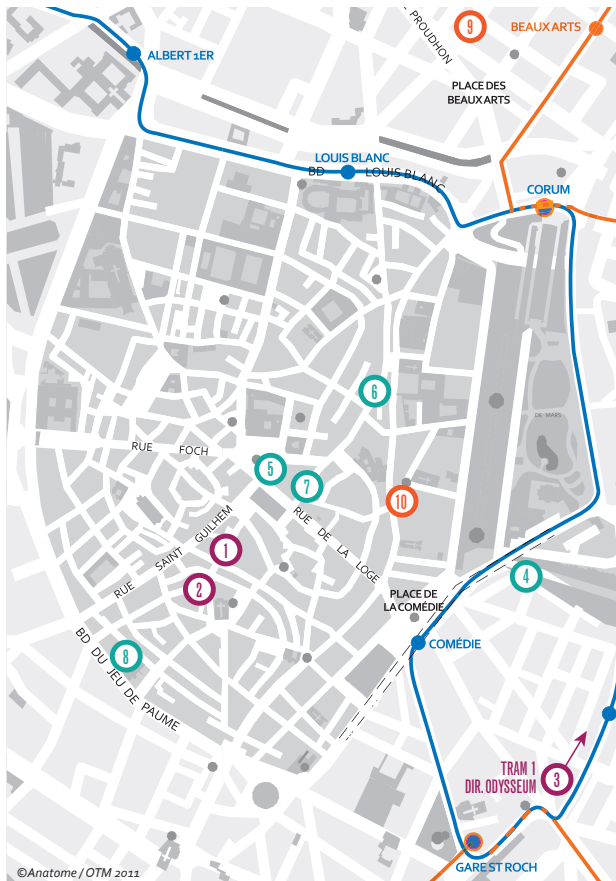 PROUDHON
9
BEAUX ARTS
ALBERT 1ER
PLACE DES
BEAUX ARTS
LOUIS BLANC
BD LOUIS BLANC
CORUM
6
DE MARS
RUE FOCH
5
7
10
RUE SAINT GUILHEM
RUE DE LA LOGE
1
4
2
PLACE DE
LA COMÉDIE
COMÉDIE
8
BD DU JEU DE PAUME
TRAM 1
DIR. ODYSSEUM
3
GARE ST ROCH
©Anatome / OTM 2011